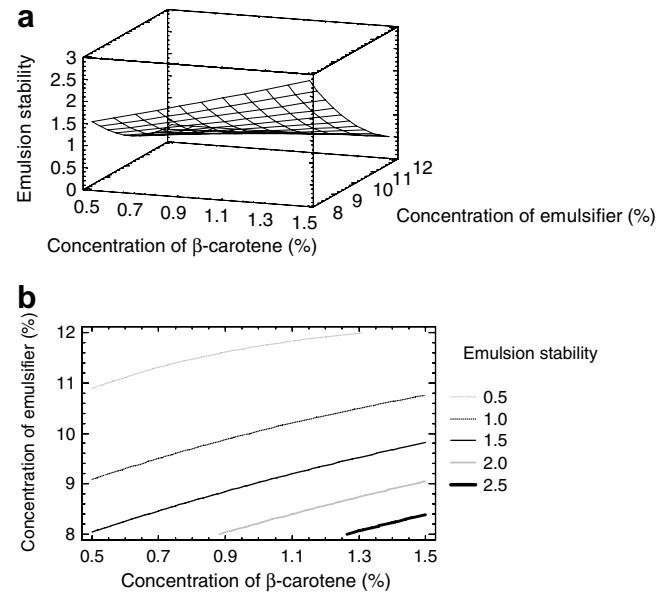 a
Emulsion stability
3
2.5
2
1.5
1
0.5
0
0.5 0.7 0.9 1.1 1.3 1.5
8 9 10 11 12
Concentration of β-carotene (%)
Concentration of emulsifier (%)
b
Concentration of emulsifier (%)
12
11
10
9
8
0.5 0.7 0.9 1.1 1.3 1.5
Concentration of β-carotene (%)
Emulsion stability
0.5
1.0
1.5
2.0
2.5